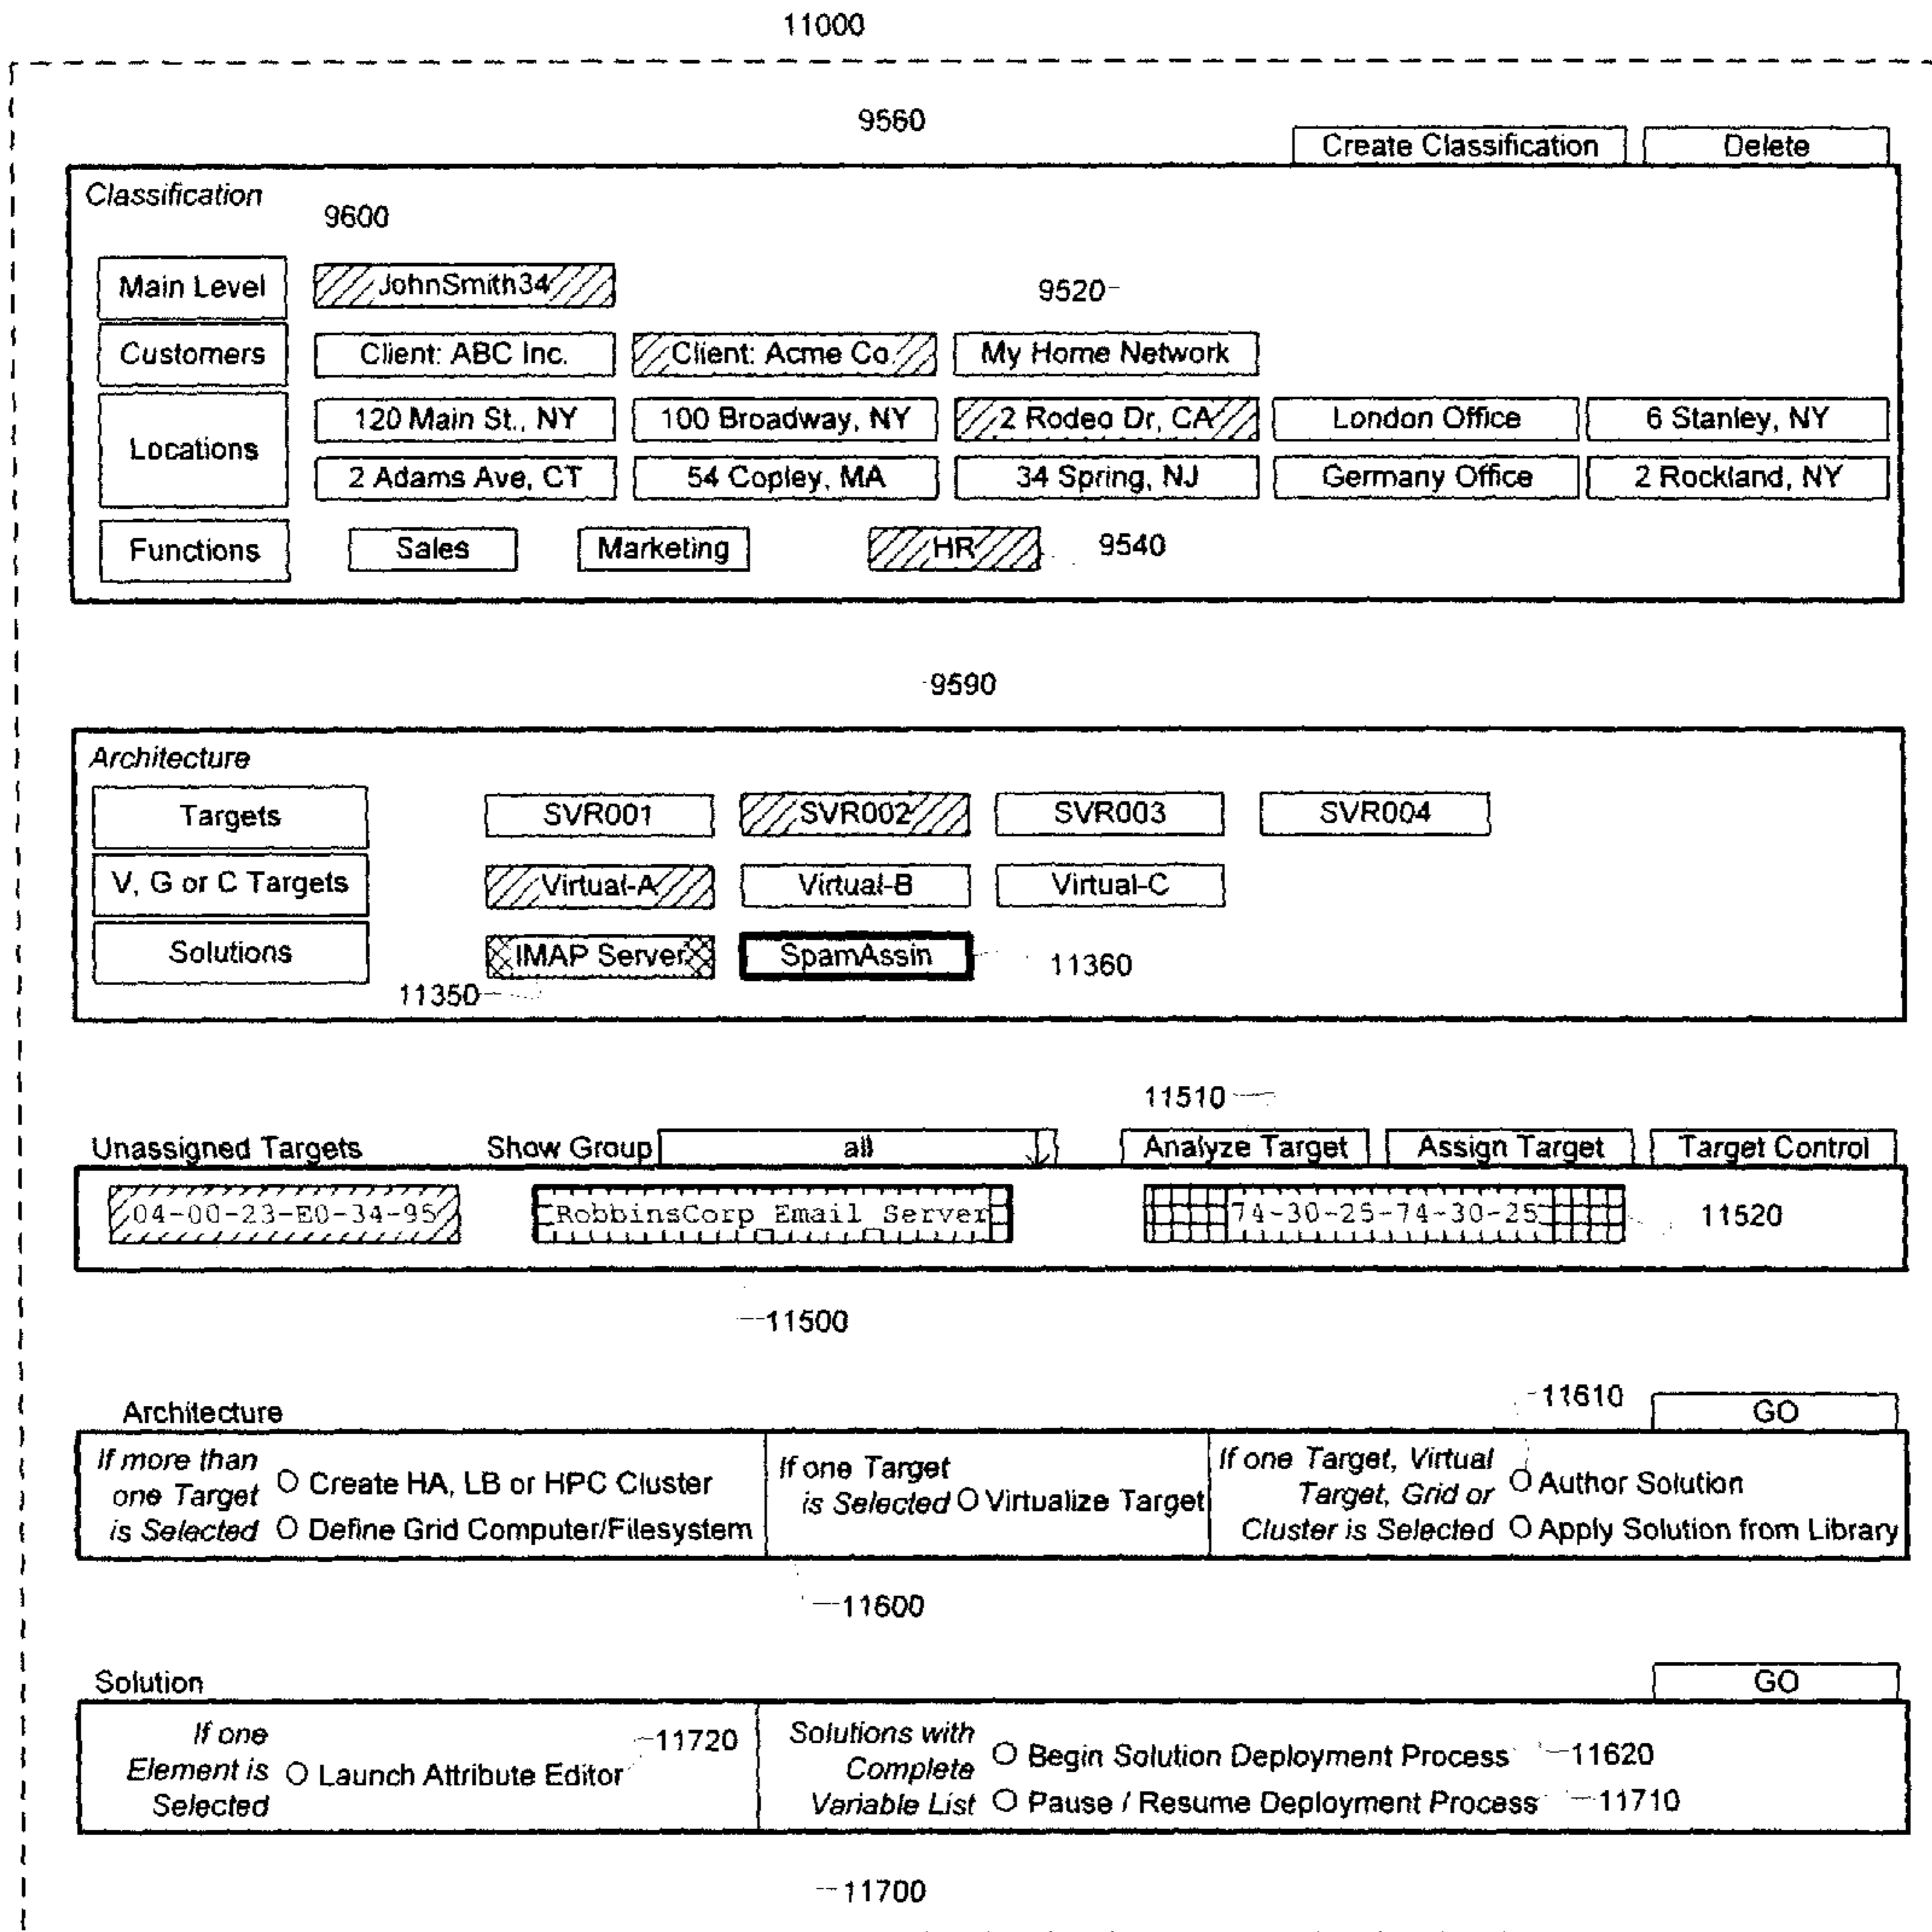 11000
9560
Create Classification Delete
Classification
9600
Main Level JohnSmith34
9520
Customers Client: ABC Inc. Client: Acme Co. My Home Network
Locations
120 Main St., NY 100 Broadway, NY 2 Rodeo Dr, CA London Office 6 Stanley, NY
2 Adams Ave, CT 54 Copley, MA 34 Spring, NJ Germany Office 2 Rockland, NY
Functions Sales Marketing HR 9540
9590
Architecture
Targets SVR001 SVR002 SVR003 SVR004
V, G or C Targets Virtual-A Virtual-B Virtual-C
Solutions IMAP Server SpamAssin 11360
11350
11510
Unassigned Targets Show Group all Analyze Target Assign Target Target Control
04-00-23-E0-34-95 RobbinsCorp_Email_Server 74-30-25-74-30-25 11520
11500
11610
Architecture GO
If more than
one Target
is Selected
Create HA, LB or HPC Cluster
Define Grid Computer/Filesystem
If one Target
is Selected Virtualize Target
If one Target, Virtual
Target, Grid or
Cluster is Selected
Author Solution
Apply Solution from Library
11600
Solution GO
If one
Element is
Selected
Launch Attribute Editor
11720
Solutions with
Complete
Variable List
Begin Solution Deployment Process 11620
Pause / Resume Deployment Process 11710
11700